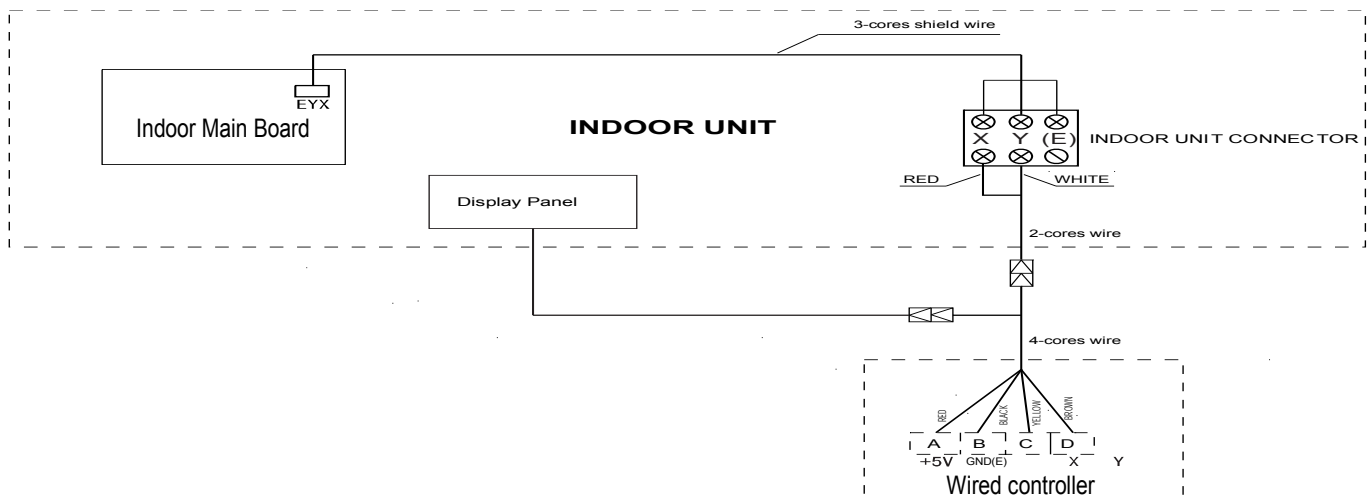 3-cores shield wire
EYX
Indoor Main Board
INDOOR UNIT
X Y (E)
INDOOR UNIT CONNECTOR
RED
WHITE
Display Panel
2-cores wire
4-cores wire
RED
BLACK
YELLOW
BROWN
A B C D
+5V GND(E) X Y
Wired controller